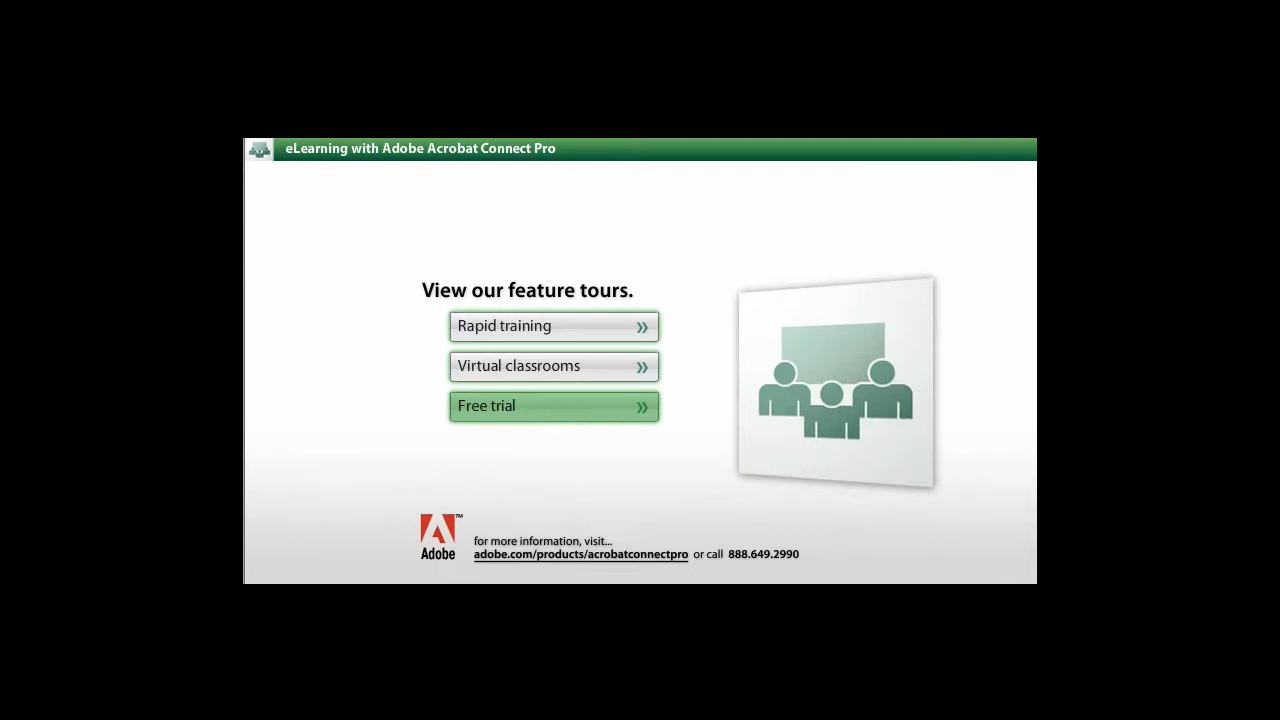 eLearning with Adobe Acrobat Connect Pro
View our feature tours.
Rapid training »
Virtual classrooms »
Free trial »
Adobe™
for more information, visit...
adobe.com/products/acrobatconnectpro or call 888.649.2990